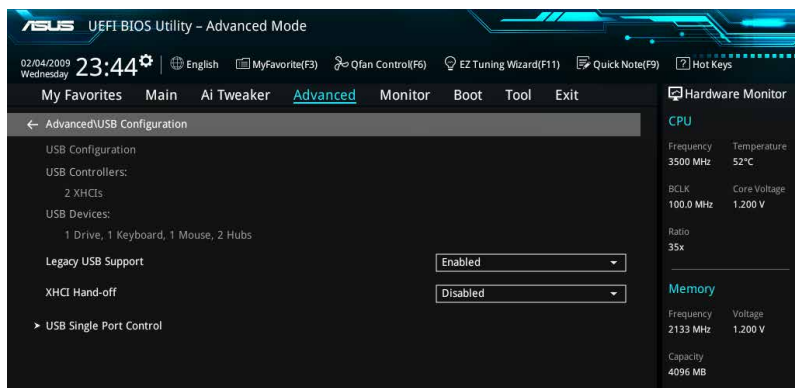 ASUS UEFI BIOS Utility – Advanced Mode
02/04/2009 Wednesday 23:44 English MyFavorite(F3) Qfan Control(F6) EZ Tuning Wizard(F11) Quick Note(F9) ? Hot Keys
My Favorites Main Ai Tweaker Advanced Monitor Boot Tool Exit
Hardware Monitor
← Advanced\USB Configuration
USB Configuration
USB Controllers:
2 XHCIs
USB Devices:
1 Drive, 1 Keyboard, 1 Mouse, 2 Hubs
Legacy USB Support Enabled
XHCI Hand-off Disabled
USB Single Port Control
CPU
Frequency Temperature
3500 MHz 52°C
BCLK Core Voltage
100.0 MHz 1.200 V
Ratio
35x
Memory
Frequency Voltage
2133 MHz 1.200 V
Capacity
4096 MB